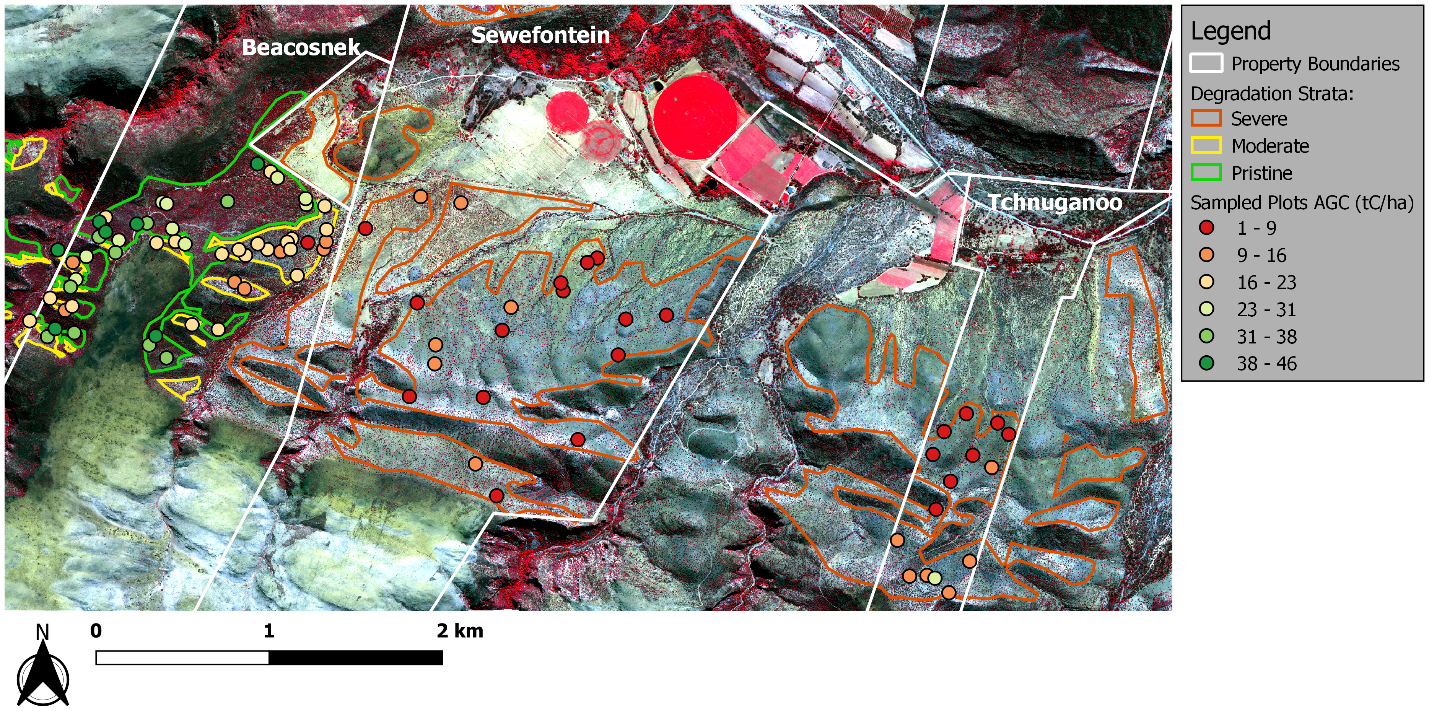 Beacosnek
Sewefontein
Tchnuganoo
Legend
Property Boundaries
Degradation Strata:
Severe
Moderate
Pristine
Sampled Plots AGC (tC/ha)
1 - 9
9 - 16
16 - 23
23 - 31
31 - 38
38 - 46
N
0 1 2 km